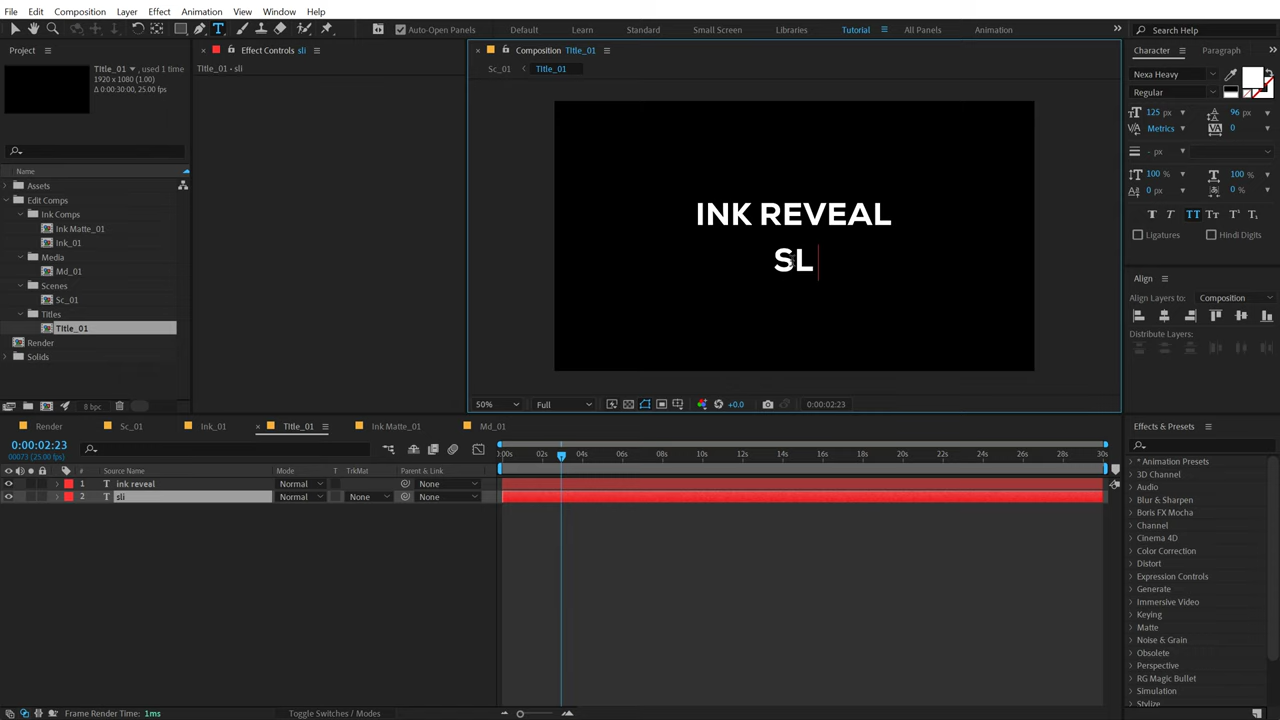 File Edit Composition Layer Effect Animation View Window Help
Auto-Open Panels Default Learn Standard Small Screen Libraries Tutorial All Panels Animation Search Help
Project
Title_01 , used 1 time
1920 x 1080 (1.00)
Δ 0:00:30:00, 25.00 fps
Name
Assets
Edit Comps
Ink Comps
Ink Matte_01
Ink_01
Media
Md_01
Scenes
Sc_01
Titles
Title_01
Render
Solids
8 bpc
Effect Controls sli
Title_01 • sli
Composition Title_01
Sc_01 Title_01
INK REVEAL
SL
50% Full +0.0 0:00:02:23
Character Paragraph
Nexa Heavy
Regular
125 px 96 px
Metrics 0
- px
100 % 100 %
0 px 0 %
Ligatures Hindi Digits
Align
Align Layers to: Composition
Distribute Layers:
Render Sc_01 Ink_01 Title_01 Ink Matte_01 Md_01
0:00:02:23
00073 (25.00 fps)
# Source Name Mode T TrkMat Parent & Link
1 T ink reveal Normal None
2 T sli Normal None None
:00s 02s 04s 06s 08s 10s 12s 14s 16s 18s 20s 22s 24s 26s 28s 30s
Frame Render Time: 1ms Toggle Switches / Modes
Effects & Presets
* Animation Presets
3D Channel
Audio
Blur & Sharpen
Boris FX Mocha
Channel
Cinema 4D
Color Correction
Distort
Expression Controls
Generate
Immersive Video
Keying
Matte
Noise & Grain
Obsolete
Perspective
RG Magic Bullet
Simulation
Stylize